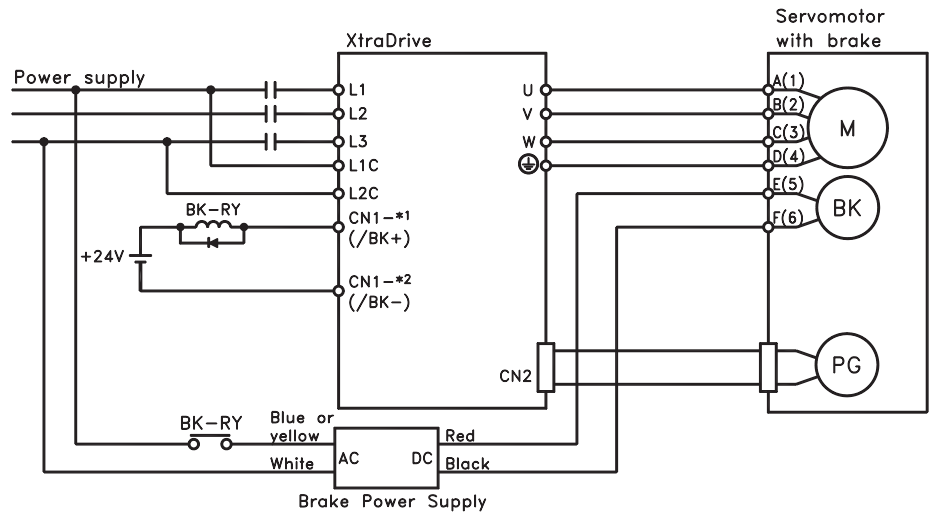 Servomotor
with brake
XtraDrive
Power supply
L1
L2
L3
L1C
L2C
BK-RY
CN1-*1
(/BK+)
+24V
CN1-*2
(/BK-)
U
V
W
A(1)
B(2)
C(3)
D(4)
M
E(5)
F(6)
BK
CN2
PG
BK-RY
Blue or
yellow
White
AC
DC
Red
Black
Brake Power Supply